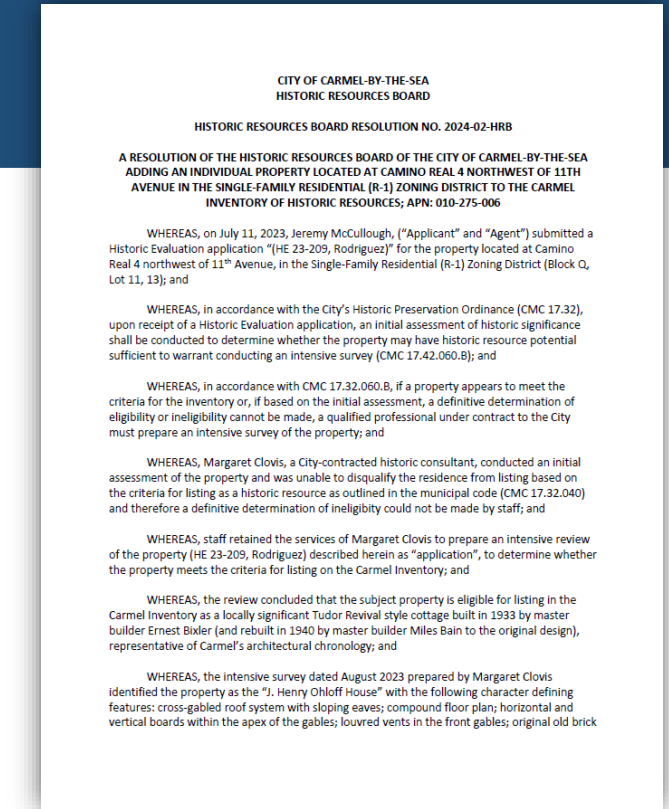 CITY OF CARMEL-BY-THE-SEA
HISTORIC RESOURCES BOARD
HISTORIC RESOURCES BOARD RESOLUTION NO. 2024-02-HRB
A RESOLUTION OF THE HISTORIC RESOURCES BOARD OF THE CITY OF CARMEL-BY-THE-SEA
ADDING AN INDIVIDUAL PROPERTY LOCATED AT CAMINO REAL 4 NORTHWEST OF 11TH
AVENUE IN THE SINGLE-FAMILY RESIDENTIAL (R-1) ZONING DISTRICT TO THE CARMEL
INVENTORY OF HISTORIC RESOURCES; APN: 010-275-006
WHEREAS, on July 11, 2023, Jeremy McCullough, ("Applicant" and "Agent") submitted a
Historic Evaluation application "(HE 23-209, Rodriguez)" for the property located at Camino
Real 4 northwest of 11th Avenue, in the Single-Family Residential (R-1) Zoning District (Block Q,
Lot 11, 13); and
WHEREAS, in accordance with the City's Historic Preservation Ordinance (CMC 17.32),
upon receipt of a Historic Evaluation application, an initial assessment of historic significance
shall be conducted to determine whether the property may have historic resource potential
sufficient to warrant conducting an intensive survey (CMC 17.42.060.B); and
WHEREAS, in accordance with CMC 17.32.060.B, if a property appears to meet the
criteria for the inventory or, if based on the initial assessment, a definitive determination of
eligibility or ineligibility cannot be made, a qualified professional under contract to the City
must prepare an intensive survey of the property; and
WHEREAS, Margaret Clovis, a City-contracted historic consultant, conducted an initial
assessment of the property and was unable to disqualify the residence from listing based on
the criteria for listing as a historic resource as outlined in the municipal code (CMC 17.32.040)
and therefore a definitive determination of ineligibity could not be made by staff; and
WHEREAS, staff retained the services of Margaret Clovis to prepare an intensive review
of the property (HE 23-209, Rodriguez) described herein as "application", to determine whether
the property meets the criteria for listing on the Carmel Inventory; and
WHEREAS, the review concluded that the subject property is eligible for listing in the
Carmel Inventory as a locally significant Tudor Revival style cottage built in 1933 by master
builder Ernest Bixler (and rebuilt in 1940 by master builder Miles Bain to the original design),
representative of Carmel's architectural chronology; and
WHEREAS, the intensive survey dated August 2023 prepared by Margaret Clovis
identified the property as the "J. Henry Ohloff House" with the following character defining
features: cross-gabled roof system with sloping eaves; compound floor plan; horizontal and
vertical boards within the apex of the gables; louvred vents in the front gables; original old brick